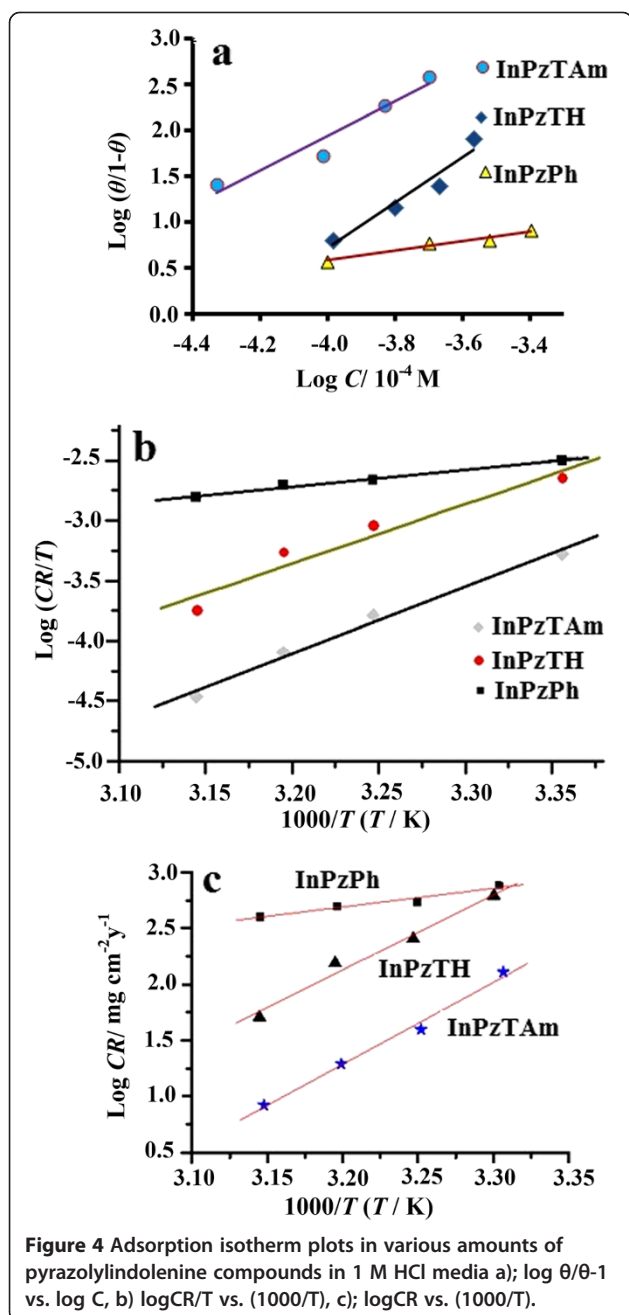 a
3.0
2.5
2.0
1.5
1.0
0.5
0.0
Log (θ/1-θ)
InPzTAm
InPzTH
InPzPh
-4.4 -4.2 -4.0 -3.8 -3.6 -3.4
Log C/ 10⁻⁴ M
b
-2.5
-3.0
-3.5
-4.0
-4.5
-5.0
Log (CR/T)
InPzTAm
InPzTH
InPzPh
3.10 3.15 3.20 3.25 3.30 3.35
1000/T (T / K)
c
3.0
2.5
2.0
1.5
1.0
0.5
Log CR/ mg cm⁻²y⁻¹
InPzPh
InPzTH
InPzTAm
3.10 3.15 3.20 3.25 3.30 3.35
1000/T (T / K)
Figure 4 Adsorption isotherm plots in various amounts of
pyrazolylindolenine compounds in 1 M HCl media a); log θ/θ-1
vs. log C, b) logCR/T vs. (1000/T), c); logCR vs. (1000/T).